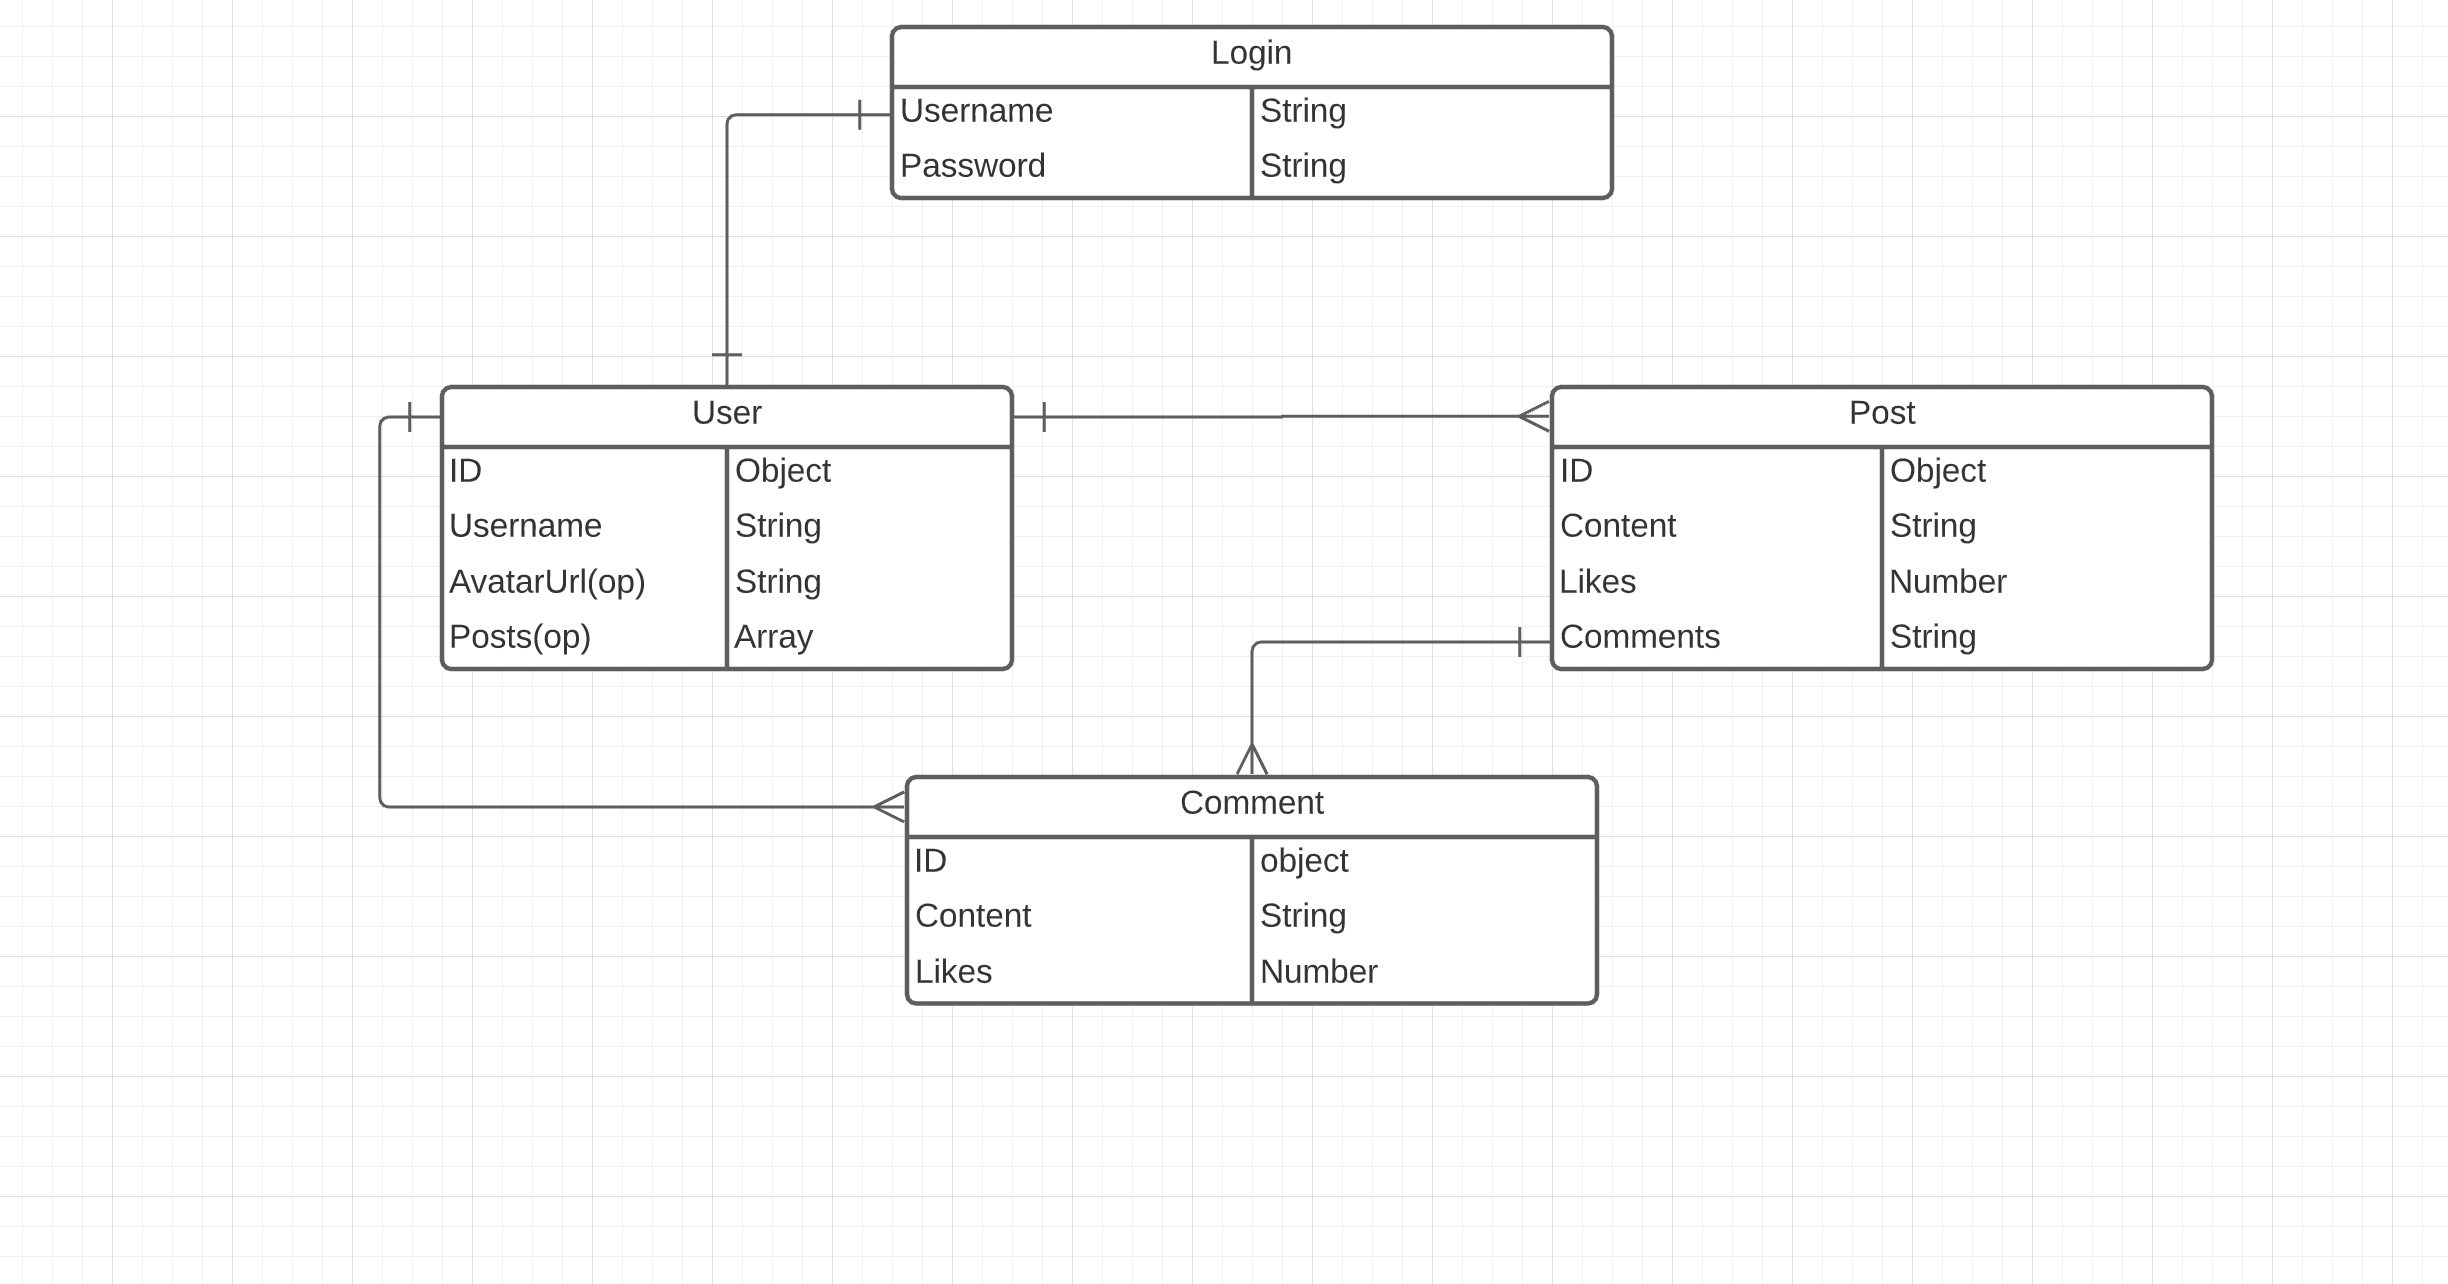 Login
Username String
Password String
User
ID Object
Username String
AvatarUrl(op) String
Posts(op) Array
Post
ID Object
Content String
Likes Number
Comments String
Comment
ID object
Content String
Likes Number